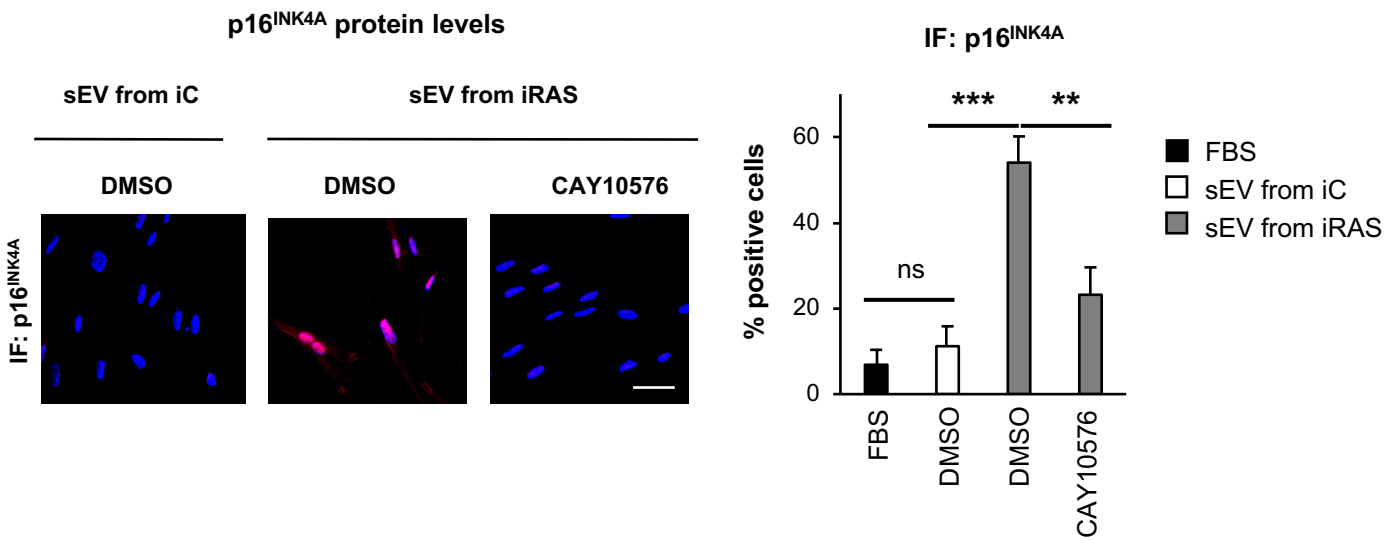 p16INK4A protein levels
sEV from iC
sEV from iRAS
DMSO
DMSO
CAY10576
IF: p16INK4A
IF: p16INK4A
***
**
ns
% positive cells
60
40
20
0
FBS
DMSO
DMSO
CAY10576
FBS
sEV from iC
sEV from iRAS